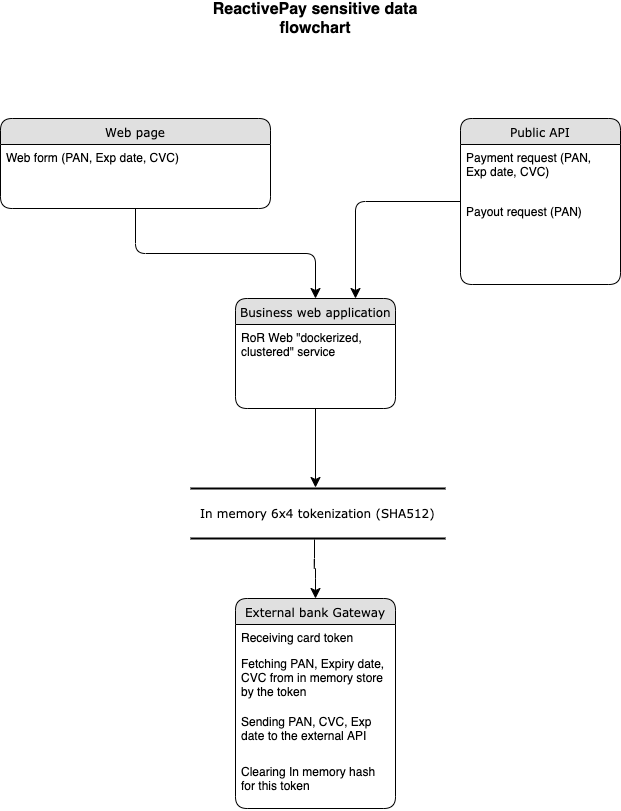 ReactivePay sensitive data
flowchart
Web page
Web form (PAN, Exp date, CVC)
Public API
Payment request (PAN,
Exp date, CVC)
Payout request (PAN)
Business web application
RoR Web "dockerized,
clustered" service
In memory 6x4 tokenization (SHA512)
External bank Gateway
Receiving card token
Fetching PAN, Expiry date,
CVC from in memory store
by the token
Sending PAN, CVC, Exp
date to the external API
Clearing In memory hash
for this token